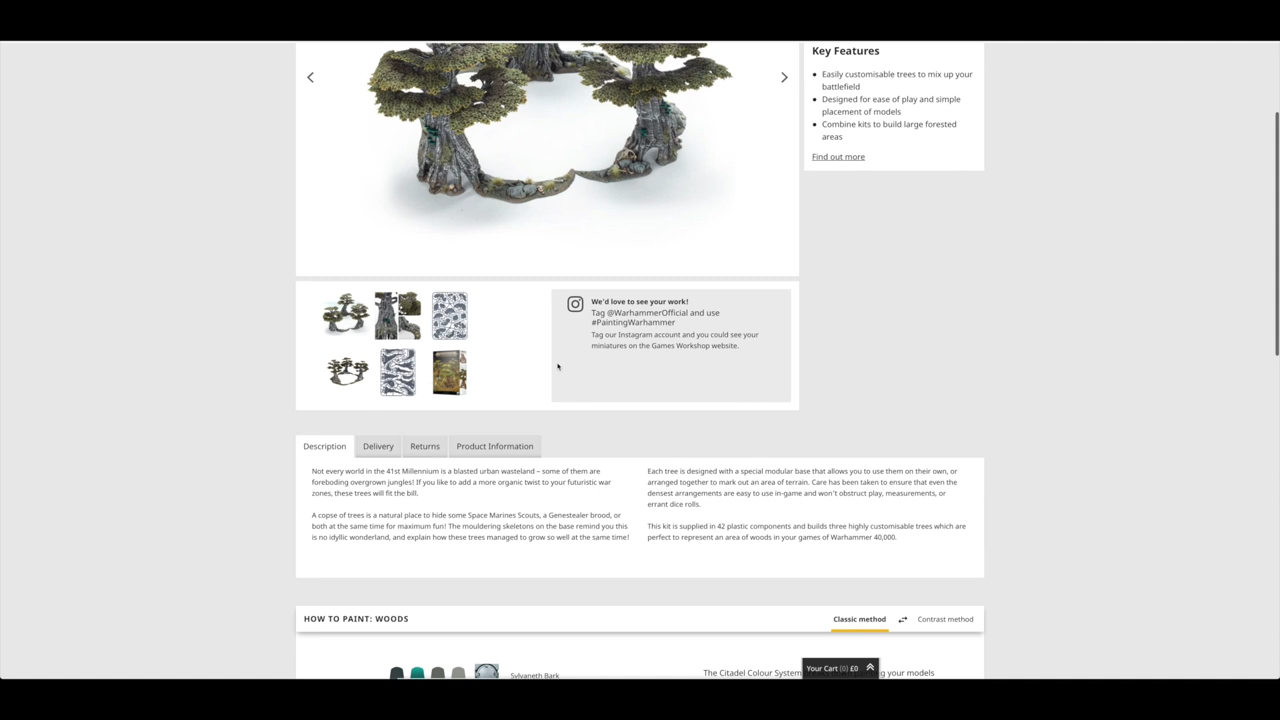 Key Features
Easily customisable trees to mix up your
battlefield
Designed for ease of play and simple
placement of models
Combine kits to build large forested
areas
Find out more
We'd love to see your work!
Tag @WarhammerOfficial and use
#PaintingWarhammer
Tag our Instagram account and you could see your
miniatures on the Games Workshop website.
Description
Delivery
Returns
Product Information
Not every world in the 41st Millennium is a blasted urban wasteland – some of them are
foreboding overgrown jungles! If you like to add a more organic twist to your futuristic war
zones, these trees will fit the bill.
A copse of trees is a natural place to hide some Space Marines Scouts, a Genestealer brood, or
both at the same time for maximum fun! The mouldering skeletons on the base remind you this
is no idyllic wonderland, and explain how these trees managed to grow so well at the same time!
Each tree is designed with a special modular base that allows you to use them on their own, or
arranged together to mark out an area of terrain. Care has been taken to ensure that even the
densest arrangements are easy to use in-game and won't obstruct play, measurements, or
errant dice rolls.
This kit is supplied in 42 plastic components and builds three highly customisable trees which are
perfect to represent an area of woods in your games of Warhammer 40,000.
HOW TO PAINT: WOODS
Classic method
Contrast method
Sylvaneth Bark
The Citadel Colour System your models
Your Cart (0) £0